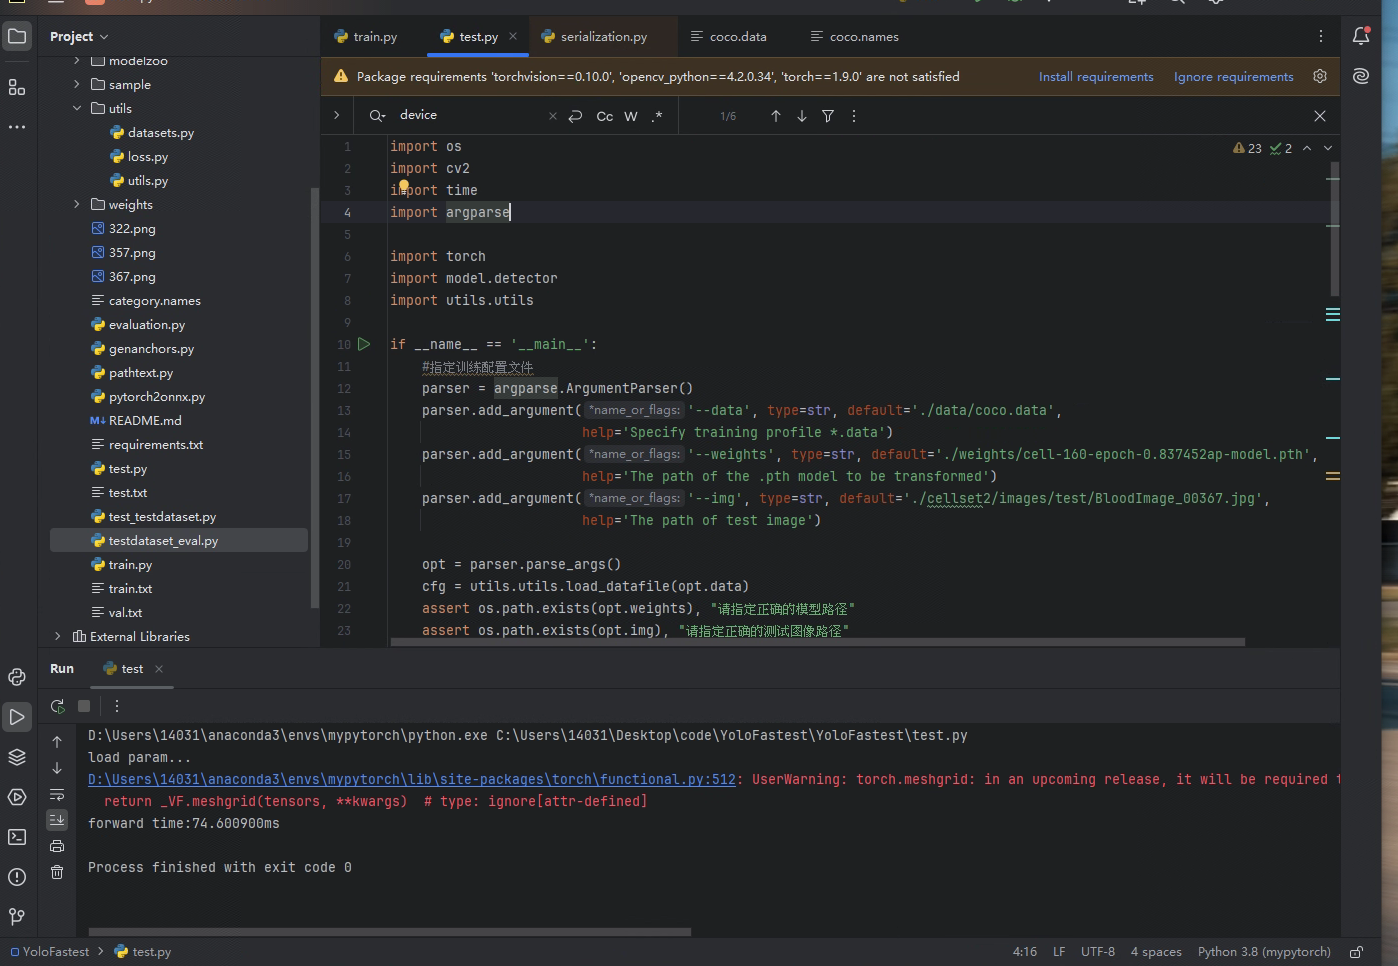 Project
train.py
test.py
serialization.py
coco.data
coco.names
Package requirements 'torchvision==0.10.0', 'opencv_python==4.2.0.34', 'torch==1.9.0' are not satisfied
Install requirements
Ignore requirements
device
Cc
W
.*
1/6
modelzoo
sample
utils
datasets.py
loss.py
utils.py
weights
322.png
357.png
367.png
category.names
evaluation.py
genanchors.py
pathtext.py
pytorch2onnx.py
M↓ README.md
requirements.txt
test.py
test.txt
test_testdataset.py
testdataset_eval.py
train.py
train.txt
val.txt
External Libraries
23
2
1 import os
2 import cv2
3 import time
4 import argparse
5
6 import torch
7 import model.detector
8 import utils.utils
9
10 if __name__ == '__main__':
11 #指定训练配置文件
12 parser = argparse.ArgumentParser()
13 parser.add_argument( *name_or_flags: '--data', type=str, default='./data/coco.data',
14 help='Specify training profile *.data')
15 parser.add_argument( *name_or_flags: '--weights', type=str, default='./weights/cell-160-epoch-0.837452ap-model.pth',
16 help='The path of the .pth model to be transformed')
17 parser.add_argument( *name_or_flags: '--img', type=str, default='./cellset2/images/test/BloodImage_00367.jpg',
18 help='The path of test image')
19
20 opt = parser.parse_args()
21 cfg = utils.utils.load_datafile(opt.data)
22 assert os.path.exists(opt.weights), "请指定正确的模型路径"
23 assert os.path.exists(opt.img), "请指定正确的测试图像路径"
Run
test
D:\Users\14031\anaconda3\envs\mypytorch\python.exe C:\Users\14031\Desktop\code\YoloFastest\YoloFastest\test.py
load param...
D:\Users\14031\anaconda3\envs\mypytorch\lib\site-packages\torch\functional.py:512: UserWarning: torch.meshgrid: in an upcoming release, it will be required
return _VF.meshgrid(tensors, **kwargs)  # type: ignore[attr-defined]
forward time:74.600900ms
Process finished with exit code 0
YoloFastest
test.py
4:16
LF
UTF-8
4 spaces
Python 3.8 (mypytorch)